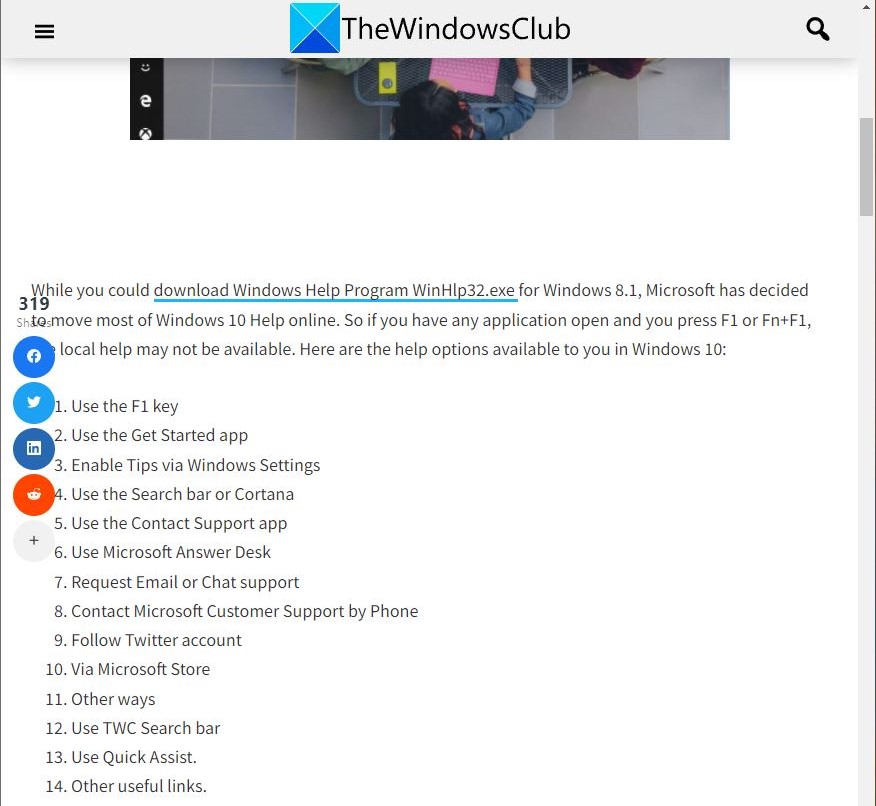 TheWindowsClub
While you could download Windows Help Program WinHlp32.exe for Windows 8.1, Microsoft has decided
to move most of Windows 10 Help online. So if you have any application open and you press F1 or Fn+F1,
local help may not be available. Here are the help options available to you in Windows 10:
319
Shares
1. Use the F1 key
2. Use the Get Started app
3. Enable Tips via Windows Settings
4. Use the Search bar or Cortana
5. Use the Contact Support app
6. Use Microsoft Answer Desk
7. Request Email or Chat support
8. Contact Microsoft Customer Support by Phone
9. Follow Twitter account
10. Via Microsoft Store
11. Other ways
12. Use TWC Search bar
13. Use Quick Assist.
14. Other useful links.